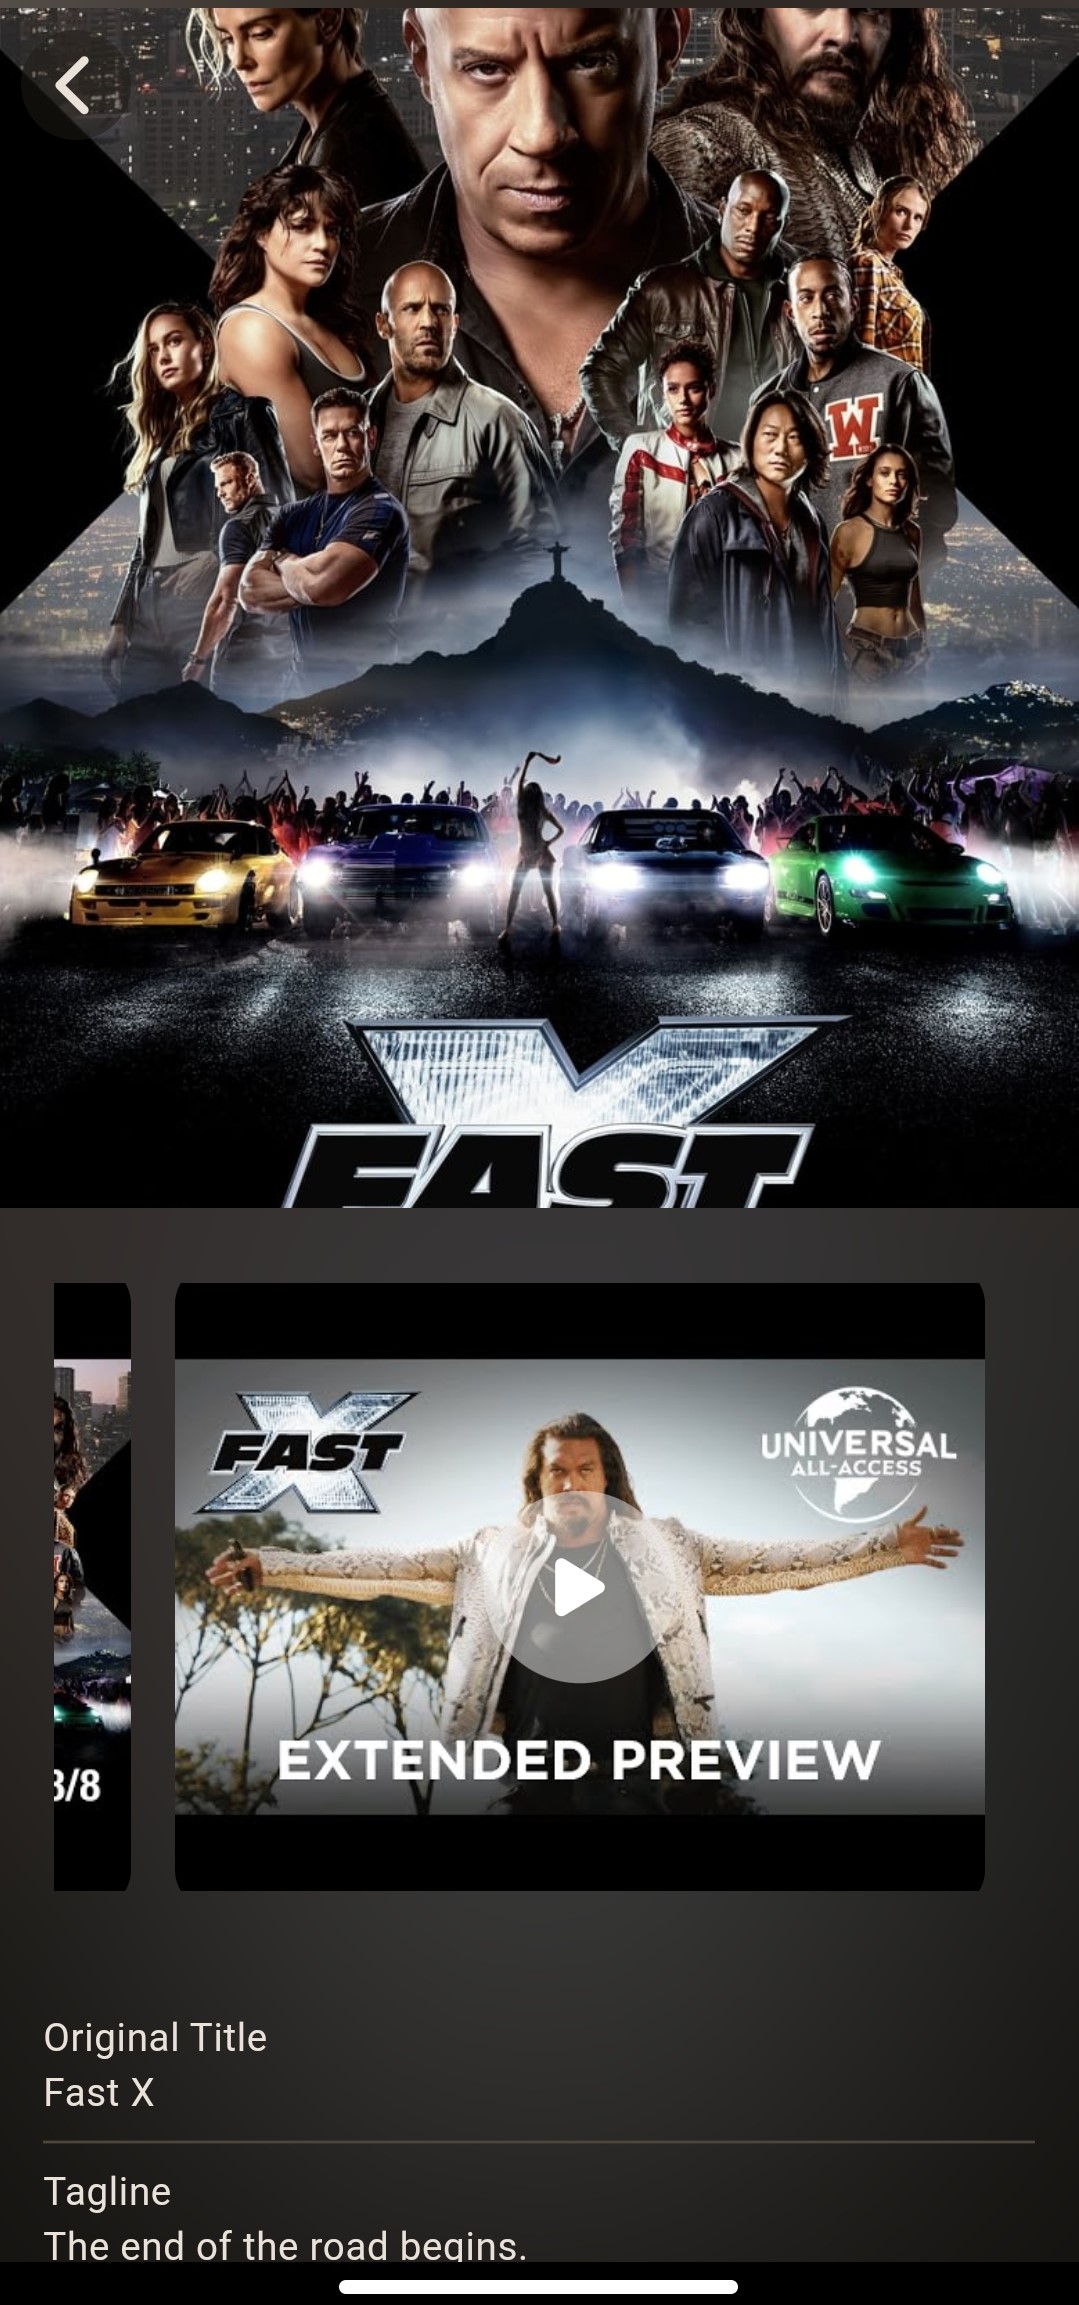 W
X
FAST
3/8
X
FAST
UNIVERSAL
ALL-ACCESS
EXTENDED PREVIEW
Original Title
Fast X
Tagline
The end of the road begins.